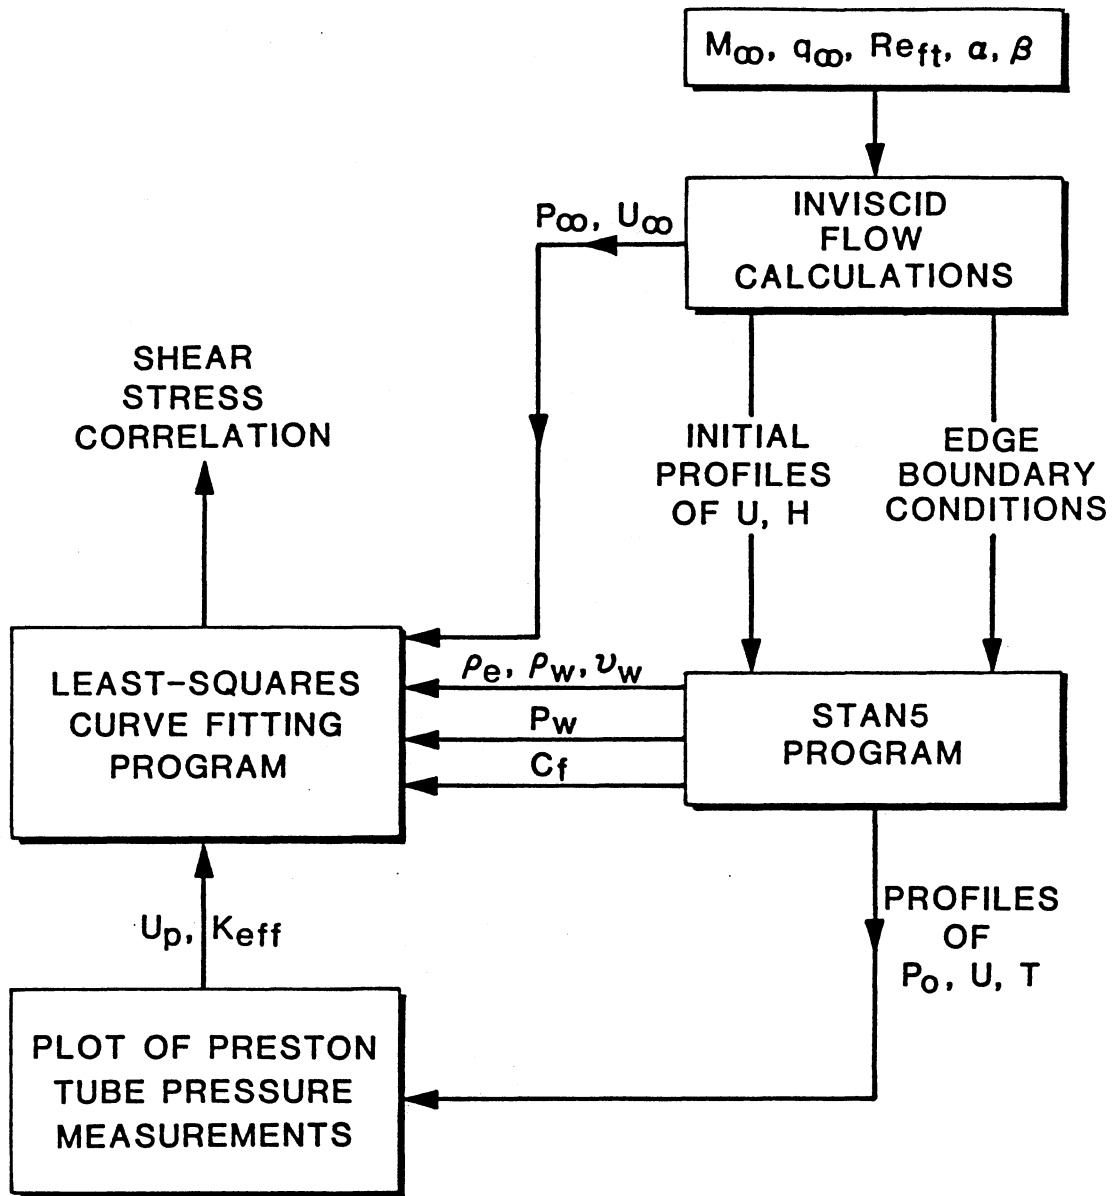 M∞, q∞, Reft, α, β
INVISCID
FLOW
CALCULATIONS
P∞, U∞
SHEAR
STRESS
CORRELATION
INITIAL
PROFILES
OF U, H
EDGE
BOUNDARY
CONDITIONS
LEAST-SQUARES
CURVE FITTING
PROGRAM
ρe, ρw, υw
Pw
Cf
STAN5
PROGRAM
Up, Keff
PROFILES
OF
Po, U, T
PLOT OF PRESTON
TUBE PRESSURE
MEASUREMENTS